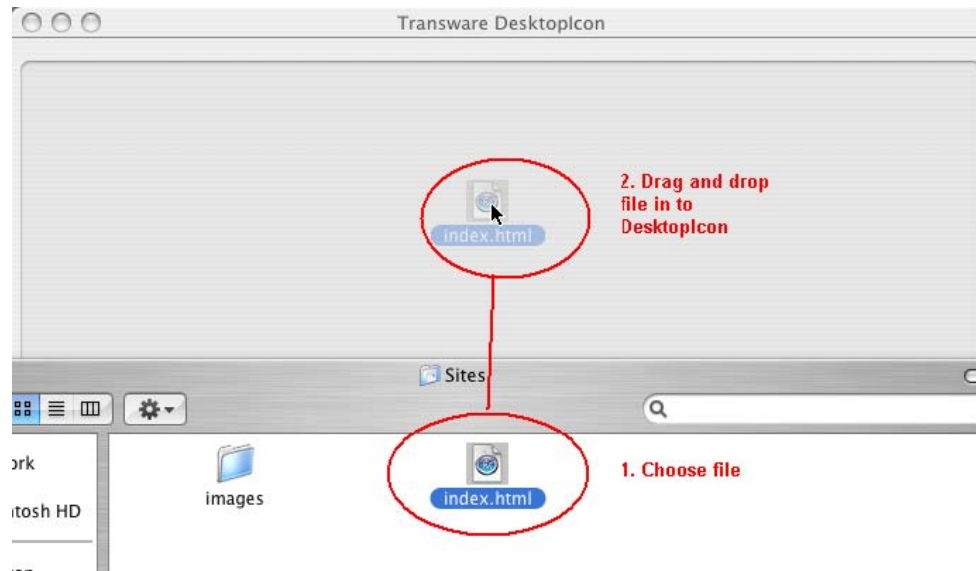 Transware DesktopIcon
index.html
2. Drag and drop
file in to
DesktopIcon
Sites
ork
images
index.html
1. Choose file
ntosh HD